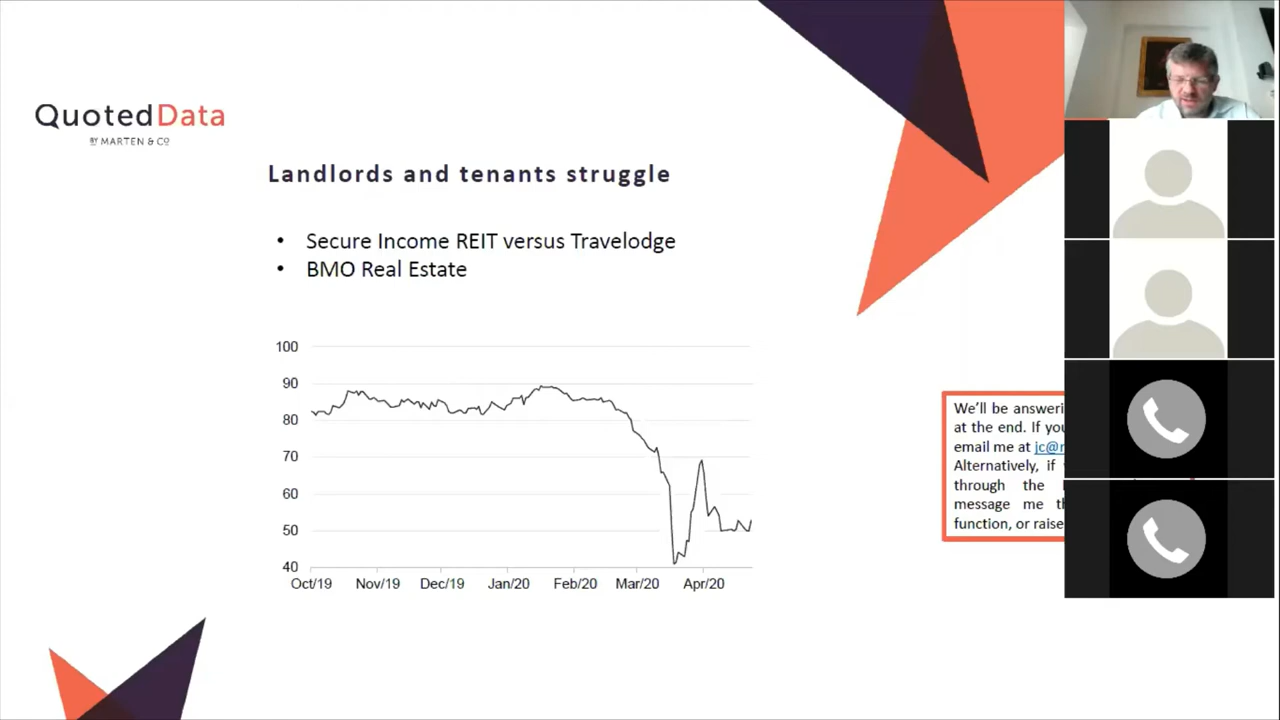 QuotedData
BY MARTEN & CO
Landlords and tenants struggle
• Secure Income REIT versus Travelodge
• BMO Real Estate
100
90
80
70
60
50
40
Oct/19 Nov/19 Dec/19 Jan/20 Feb/20 Mar/20 Apr/20
We'll be answeri
at the end. If you
email me at jc@
Alternatively, if
through the
message me
function, or raise